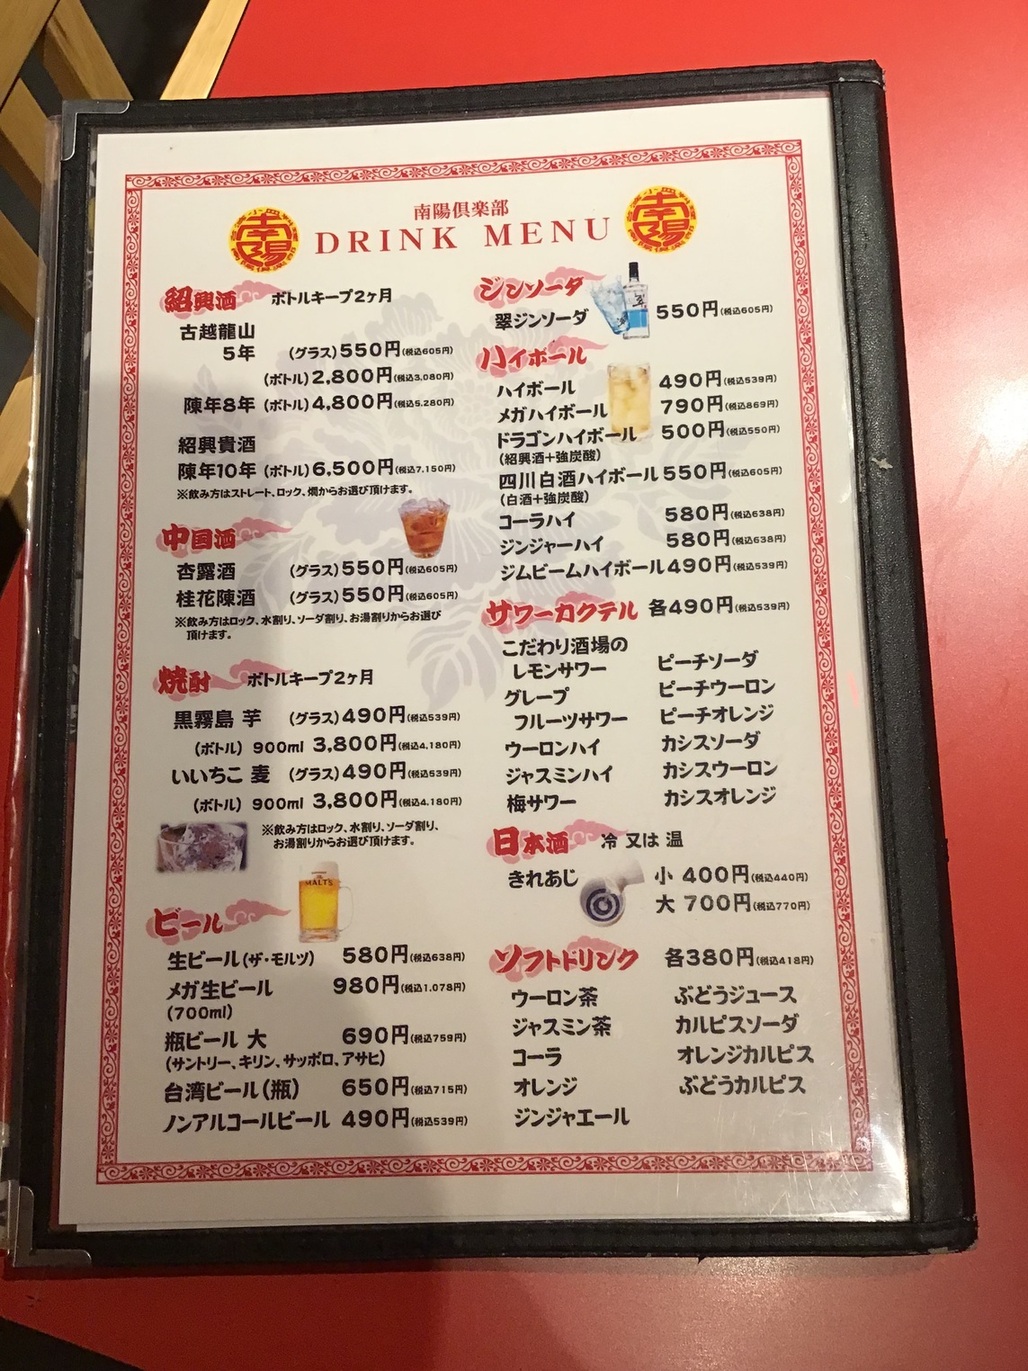 南陽倶楽部
DRINK MENU
南陽
南陽
紹興酒 ボトルキープ2ヶ月
古越龍山
5年 (グラス)550円(税込605円)
(ボトル)2,800円(税込3,080円)
陳年8年 (ボトル)4,800円(税込5,280円)
紹興貴酒
陳年10年 (ボトル)6,500円(税込7,150円)
※飲み方はストレート、ロック、燗からお選び頂けます。
中国酒
杏露酒 (グラス)550円(税込605円)
桂花陳酒 (グラス)550円(税込605円)
※飲み方はロック、水割り、ソーダ割り、お湯割りからお選び
頂けます。
焼酎 ボトルキープ2ヶ月
黒霧島 芋 (グラス)490円(税込539円)
(ボトル) 900ml 3,800円(税込4,180円)
いいちこ 麦 (グラス)490円(税込539円)
(ボトル) 900ml 3,800円(税込4,180円)
※飲み方はロック、水割り、ソーダ割り、
お湯割りからお選び頂けます。
MALT'S
ビール
生ビール(ザ・モルツ) 580円(税込638円)
メガ生ビール 980円(税込1,078円)
(700ml)
瓶ビール 大 690円(税込759円)
(サントリー、キリン、サッポロ、アサヒ)
台湾ビール(瓶) 650円(税込715円)
ノンアルコールビール 490円(税込539円)
ジンソーダ
翠ジンソーダ 550円(税込605円)
翠
ハイボール
ハイボール 490円(税込539円)
メガハイボール 790円(税込869円)
ドラゴンハイボール 500円(税込550円)
(紹興酒+強炭酸)
四川白酒ハイボール 550円(税込605円)
(白酒+強炭酸)
コーラハイ 580円(税込638円)
ジンジャーハイ 580円(税込638円)
ジムビームハイボール 490円(税込539円)
サワーカクテル 各490円(税込539円)
こだわり酒場の
レモンサワー
グレープ
フルーツサワー
ウーロンハイ
ジャスミンハイ
梅サワー
ピーチソーダ
ピーチウーロン
ピーチオレンジ
カシスソーダ
カシスウーロン
カシスオレンジ
日本酒 冷 又は 温
きれあじ 小 400円(税込440円)
大 700円(税込770円)
ソフトドリンク 各380円(税込418円)
ウーロン茶
ジャスミン茶
コーラ
オレンジ
ジンジャエール
ぶどうジュース
カルピスソーダ
オレンジカルピス
ぶどうカルピス